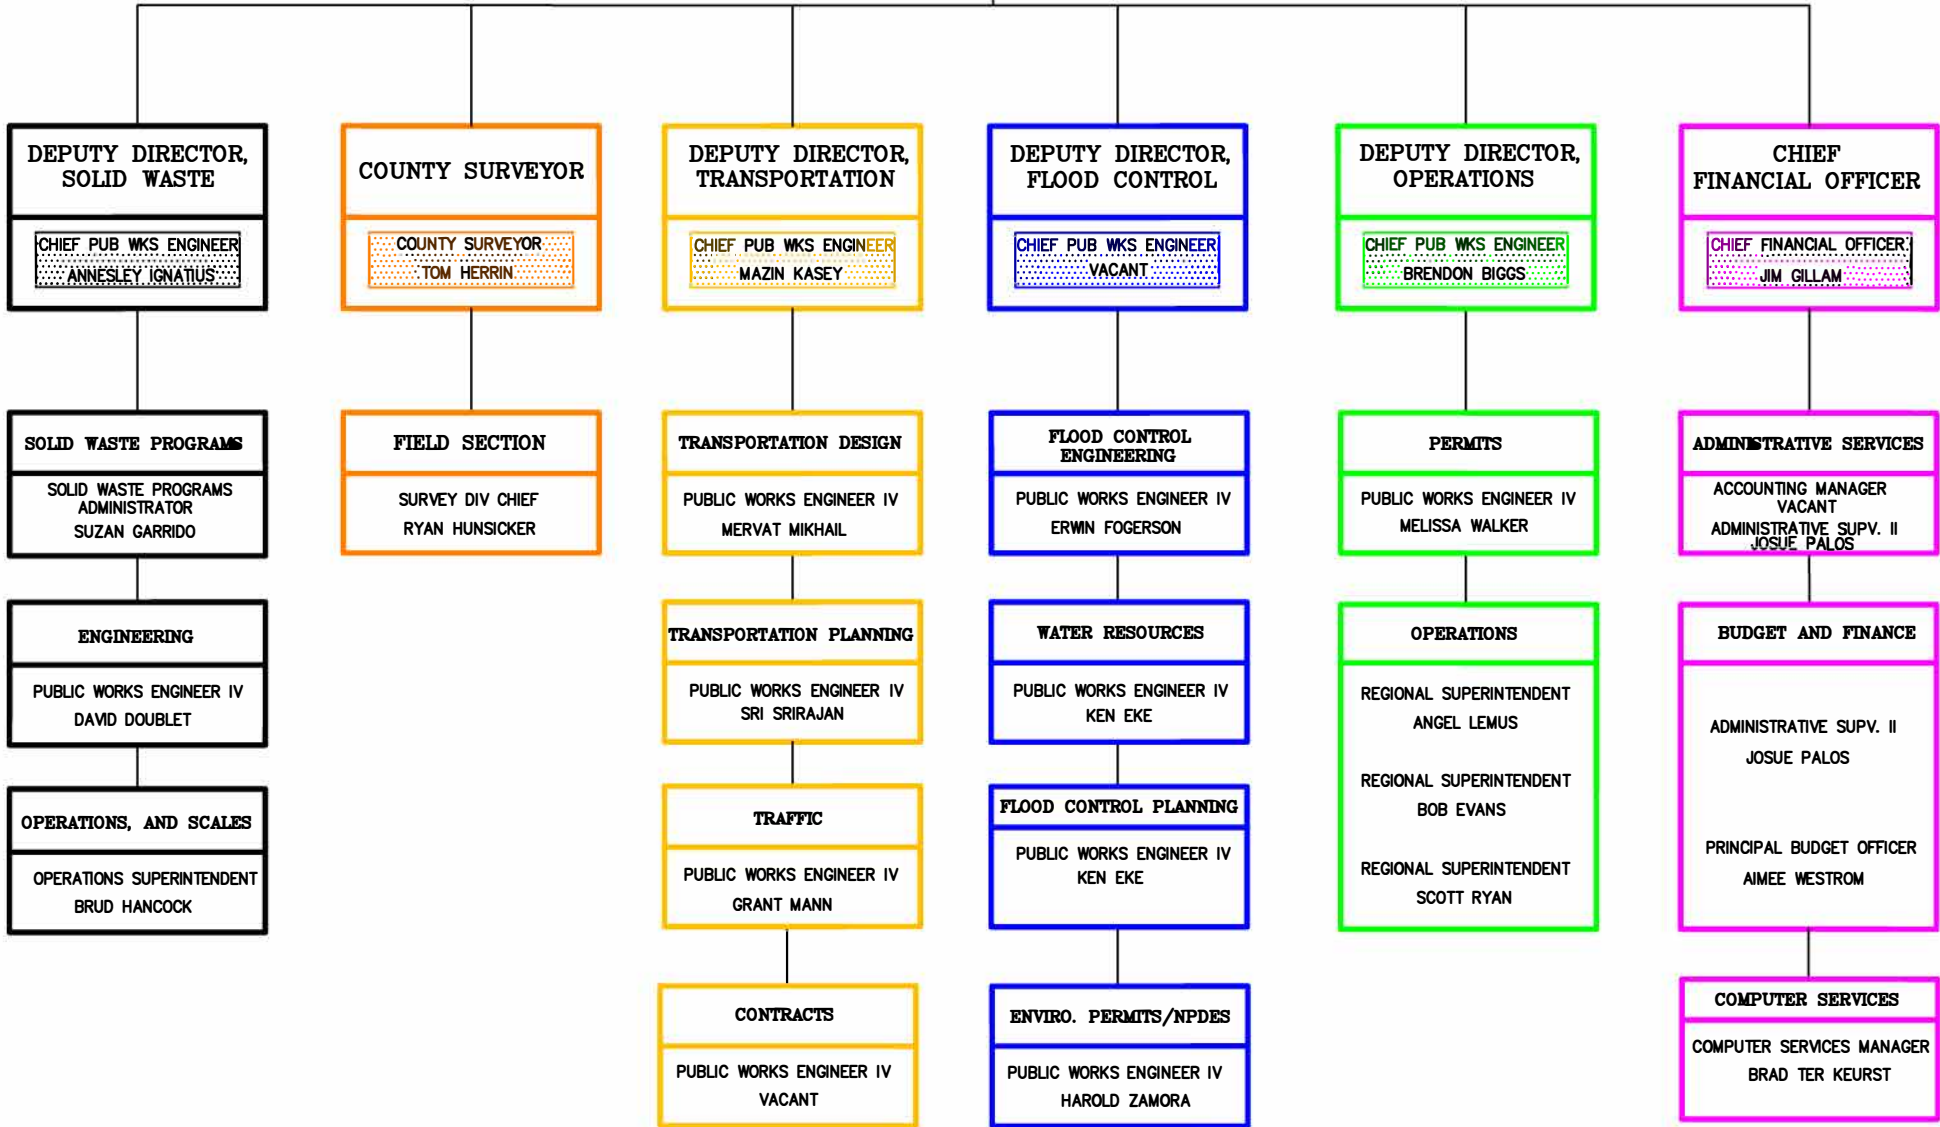 DEPUTY DIRECTOR,
SOLID WASTE
CHIEF PUB WKS ENGINEER
ANNESLEY IGNATIUS
SOLID WASTE PROGRAMS
SOLID WASTE PROGRAMS
ADMINISTRATOR
SUZAN GARRIDO
ENGINEERING
PUBLIC WORKS ENGINEER IV
DAVID DOUBLET
OPERATIONS, AND SCALES
OPERATIONS SUPERINTENDENT
BRUD HANCOCK
COUNTY SURVEYOR
COUNTY SURVEYOR
TOM HERRIN
FIELD SECTION
SURVEY DIV CHIEF
RYAN HUNSICKER
DEPUTY DIRECTOR,
TRANSPORTATION
CHIEF PUB WKS ENGINEER
MAZIN KASEY
TRANSPORTATION DESIGN
PUBLIC WORKS ENGINEER IV
MERVAT MIKHAIL
TRANSPORTATION PLANNING
PUBLIC WORKS ENGINEER IV
SRI SRIRAJAN
TRAFFIC
PUBLIC WORKS ENGINEER IV
GRANT MANN
CONTRACTS
PUBLIC WORKS ENGINEER IV
VACANT
DEPUTY DIRECTOR,
FLOOD CONTROL
CHIEF PUB WKS ENGINEER
VACANT
FLOOD CONTROL
ENGINEERING
PUBLIC WORKS ENGINEER IV
ERWIN FOGERSON
WATER RESOURCES
PUBLIC WORKS ENGINEER IV
KEN EKE
FLOOD CONTROL PLANNING
PUBLIC WORKS ENGINEER IV
KEN EKE
ENVIRO. PERMITS/NPDES
PUBLIC WORKS ENGINEER IV
HAROLD ZAMORA
DEPUTY DIRECTOR,
OPERATIONS
CHIEF PUB WKS ENGINEER
BRENDON BIGGS
PERMITS
PUBLIC WORKS ENGINEER IV
MELISSA WALKER
OPERATIONS
REGIONAL SUPERINTENDENT
ANGEL LEMUS
REGIONAL SUPERINTENDENT
BOB EVANS
REGIONAL SUPERINTENDENT
SCOTT RYAN
CHIEF
FINANCIAL OFFICER
CHIEF FINANCIAL OFFICER
JIM GILLAM
ADMINISTRATIVE SERVICES
ACCOUNTING MANAGER
VACANT
ADMINISTRATIVE SUPV. II
JOSUE PALOS
BUDGET AND FINANCE
ADMINISTRATIVE SUPV. II
JOSUE PALOS
PRINCIPAL BUDGET OFFICER
AIMEE WESTROM
COMPUTER SERVICES
COMPUTER SERVICES MANAGER
BRAD TER KEURST